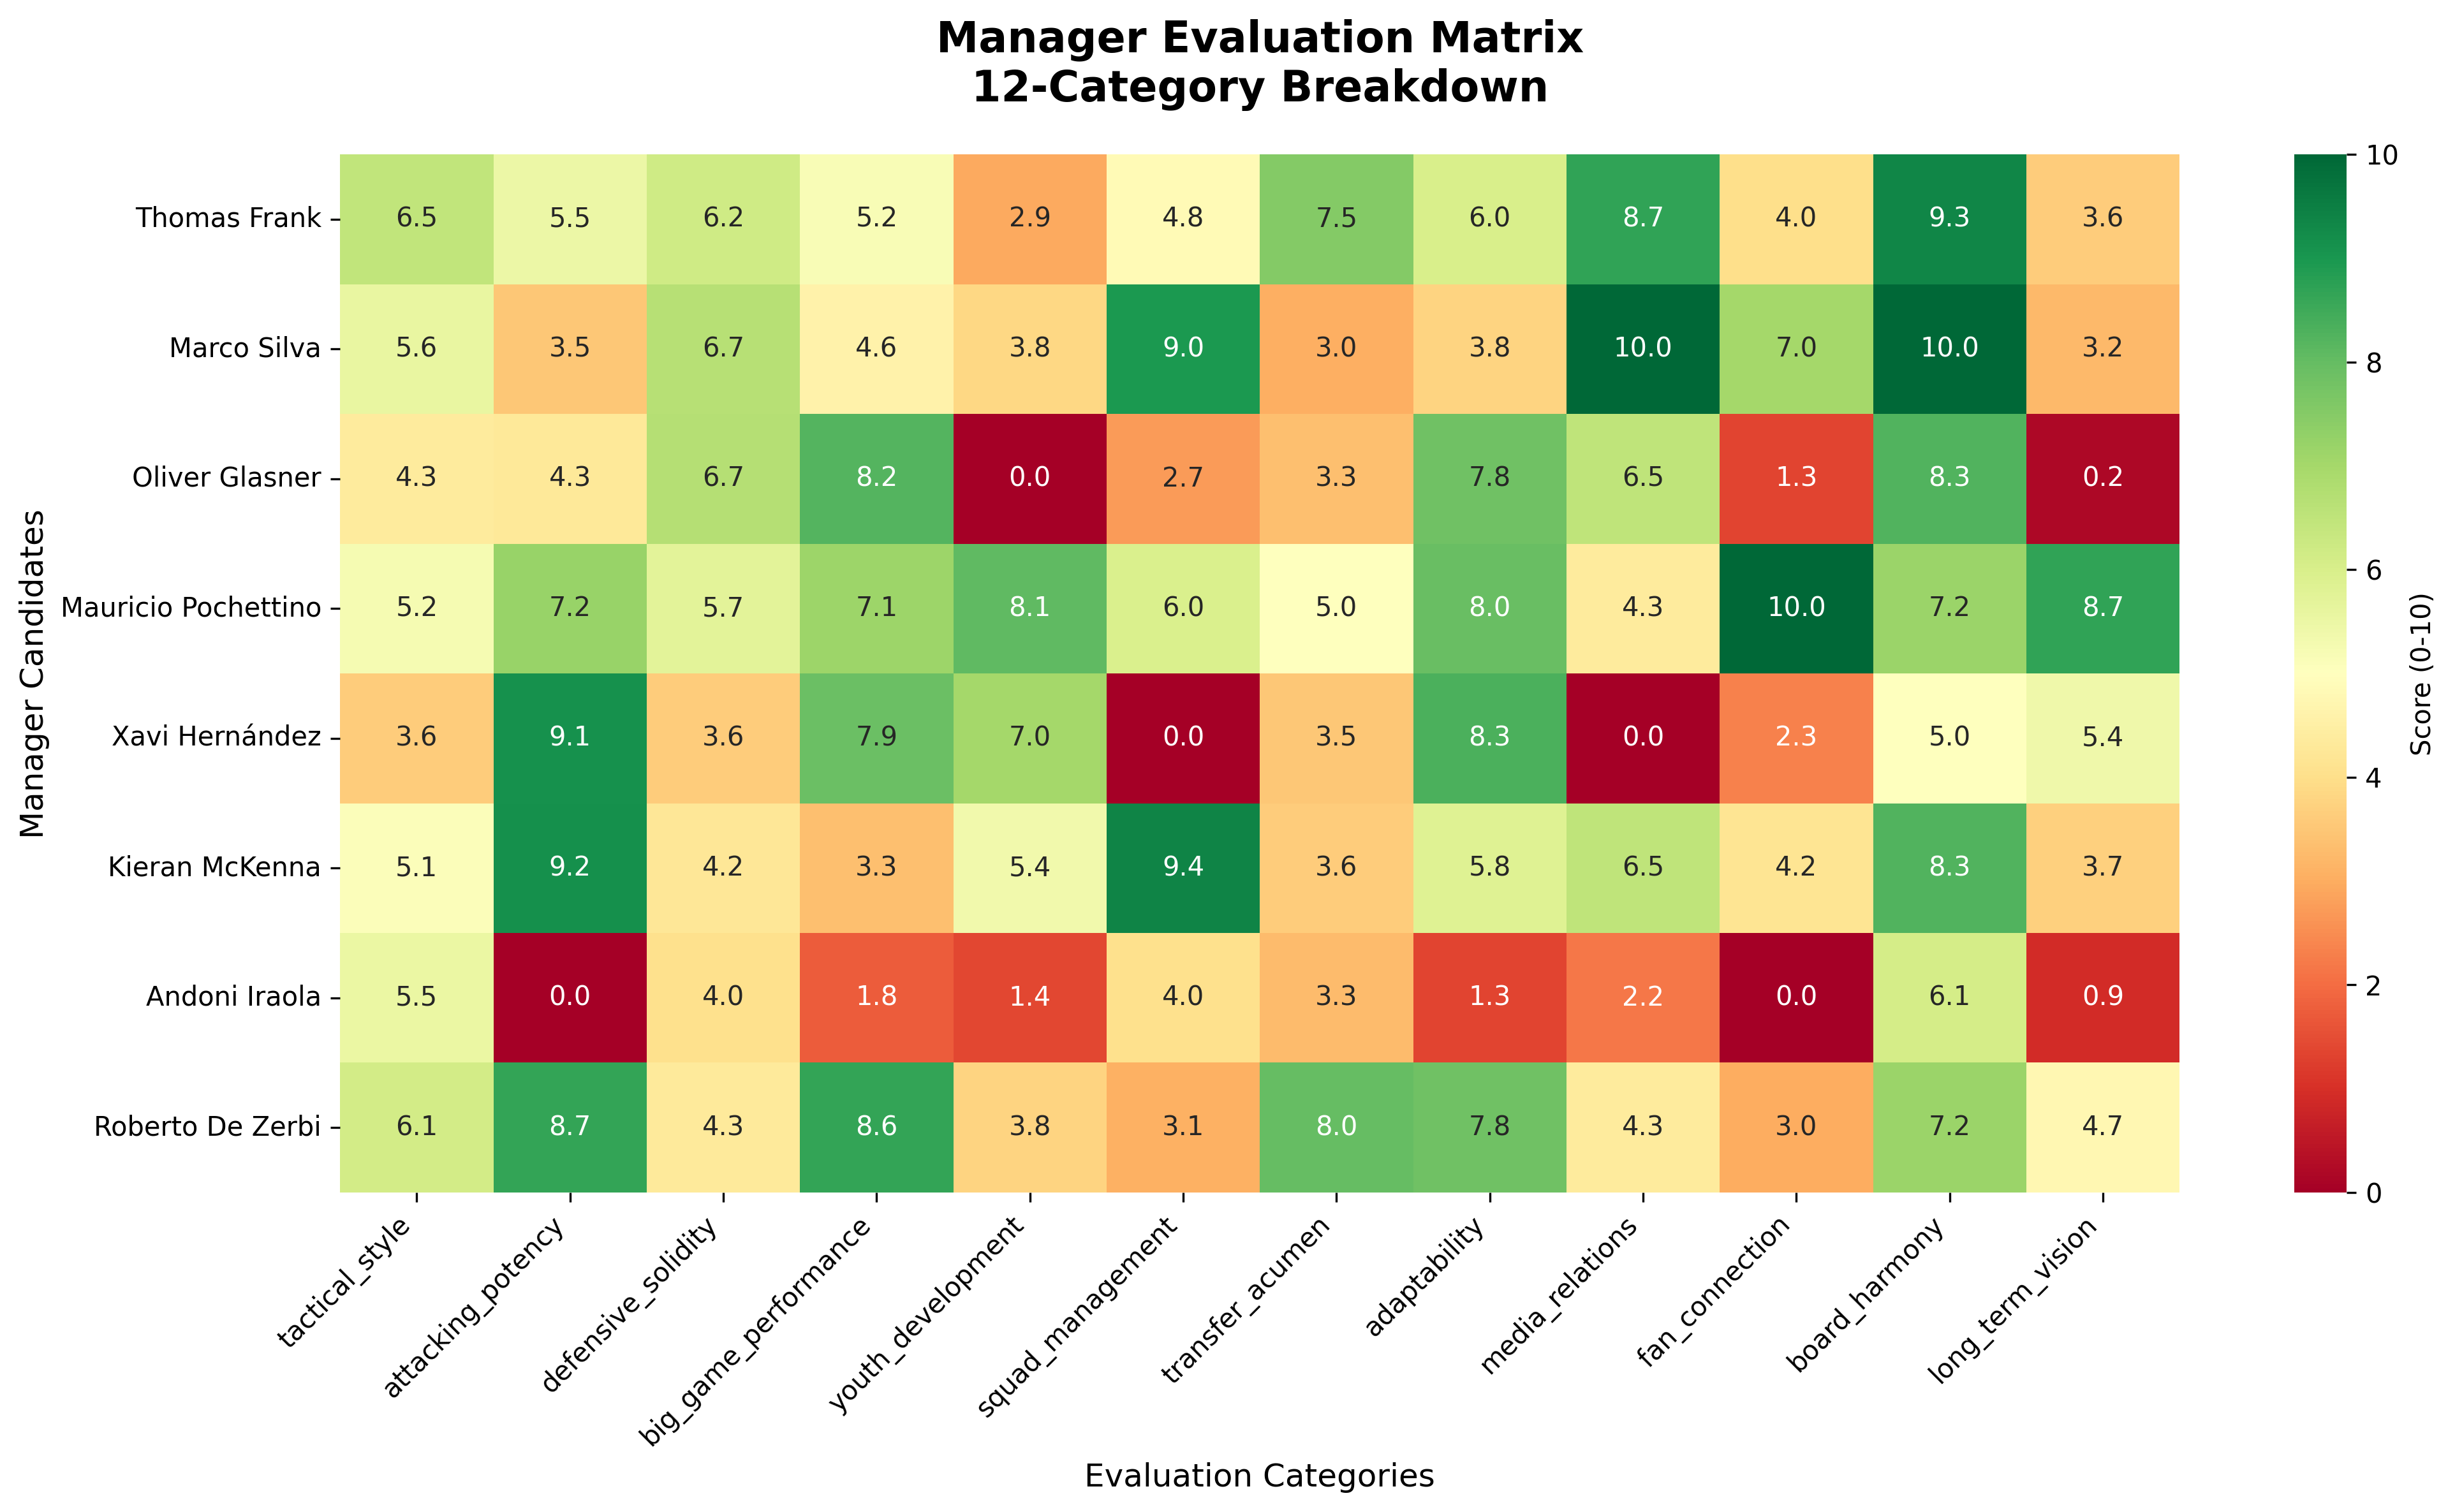 Manager Evaluation Matrix
12-Category Breakdown
Manager Candidates
Thomas Frank 6.5 5.5 6.2 5.2 2.9 4.8 7.5 6.0 8.7 4.0 9.3 3.6
Marco Silva 5.6 3.5 6.7 4.6 3.8 9.0 3.0 3.8 10.0 7.0 10.0 3.2
Oliver Glasner 4.3 4.3 6.7 8.2 0.0 2.7 3.3 7.8 6.5 1.3 8.3 0.2
Mauricio Pochettino 5.2 7.2 5.7 7.1 8.1 6.0 5.0 8.0 4.3 10.0 7.2 8.7
Xavi Hernández 3.6 9.1 3.6 7.9 7.0 0.0 3.5 8.3 0.0 2.3 5.0 5.4
Kieran McKenna 5.1 9.2 4.2 3.3 5.4 9.4 3.6 5.8 6.5 4.2 8.3 3.7
Andoni Iraola 5.5 0.0 4.0 1.8 1.4 4.0 3.3 1.3 2.2 0.0 6.1 0.9
Roberto De Zerbi 6.1 8.7 4.3 8.6 3.8 3.1 8.0 7.8 4.3 3.0 7.2 4.7
tactical_style
attacking_potency
defensive_solidity
big_game_performance
youth_development
squad_management
transfer_acumen
adaptability
media_relations
fan_connection
board_harmony
long_term_vision
Evaluation Categories
10
8
6
4
2
0
Score (0-10)